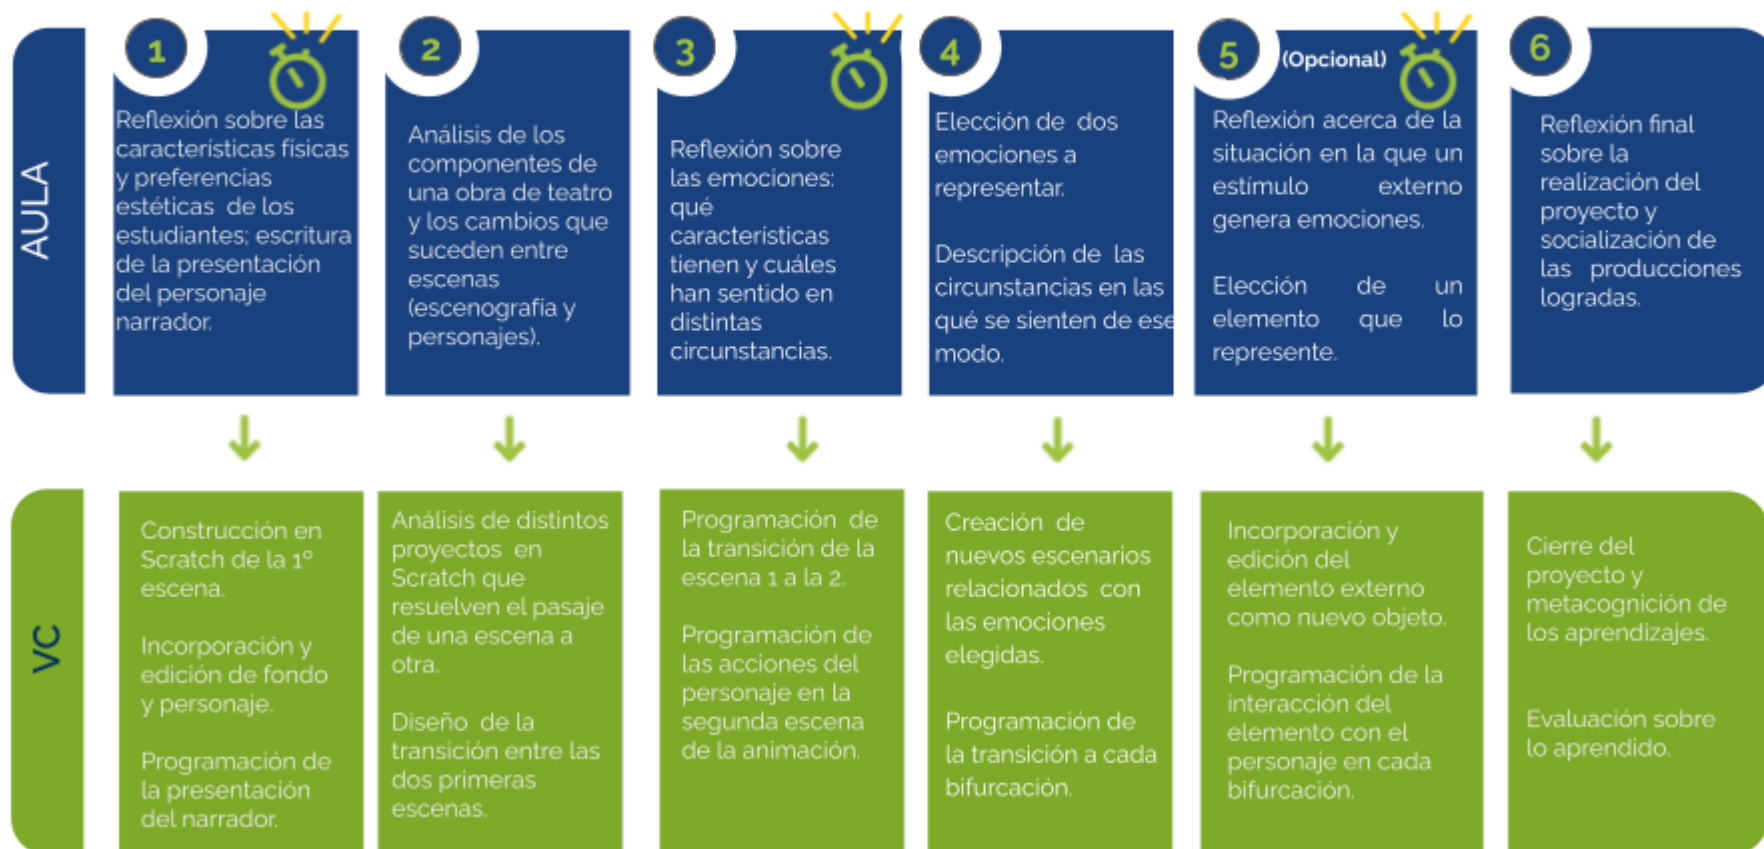 AULA
1
Reflexión sobre las
características físicas
y preferencias
estéticas de los
estudiantes; escritura
de la presentación
del personaje
narrador.
2
Análisis de los
componentes de
una obra de teatro
y los cambios que
suceden entre
escenas
(escenografía y
personajes).
3
Reflexión sobre
las emociones:
qué
características
tienen y cuáles
han sentido en
distintas
circunstancias.
4
Elección de dos
emociones a
representar.
Descripción de las
circunstancias en las
qué se sienten de ese
modo.
5
(Opcional)
Reflexión acerca de la
situación en la que un
estímulo externo
genera emociones.
Elección de un
elemento que lo
represente.
6
Reflexión final
sobre la
realización del
proyecto y
socialización de
las producciones
logradas.
VC
Construcción en
Scratch de la 1º
escena.
Incorporación y
edición de fondo
y personaje.
Programación de
la presentación
del narrador.
Análisis de distintos
proyectos en
Scratch que
resuelven el pasaje
de una escena a
otra.
Diseño de la
transición entre las
dos primeras
escenas.
Programación de
la transición de la
escena 1 a la 2.
Programación de
las acciones del
personaje en la
segunda escena
de la animación.
Creación de
nuevos escenarios
relacionados con
las emociones
elegidas.
Programación de
la transición a cada
bifurcación.
Incorporación y
edición del
elemento externo
como nuevo objeto.
Programación de la
interacción del
elemento con el
personaje en cada
bifurcación.
Cierre del
proyecto y
metacognición de
los aprendizajes.
Evaluación sobre
lo aprendido.